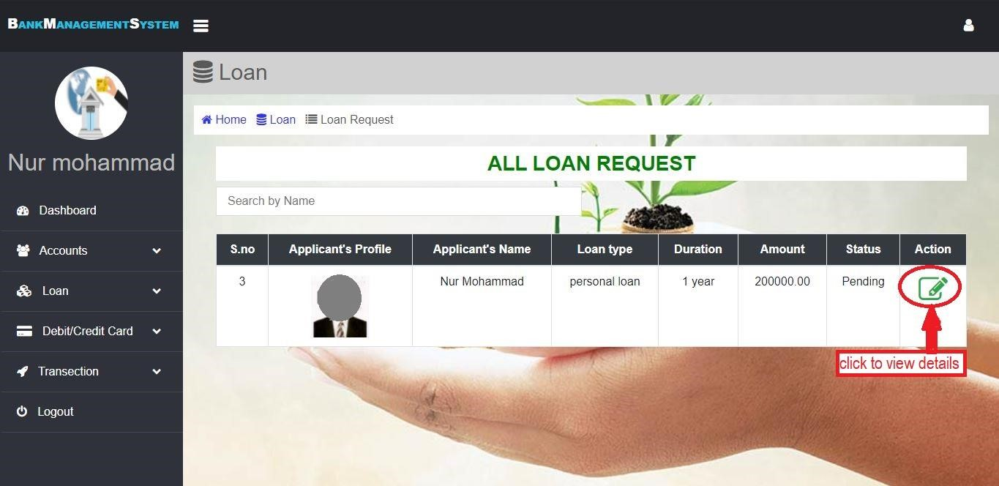 BANKMANAGEMENTSYSTEM
Nur mohammad
Dashboard
Accounts
Loan
Debit/Credit Card
Transection
Logout
Loan
Home Loan Loan Request
ALL LOAN REQUEST
Search by Name
S.no Applicant's Profile Applicant's Name Loan type Duration Amount Status Action
3 Nur Mohammad personal loan 1 year 200000.00 Pending
click to view details